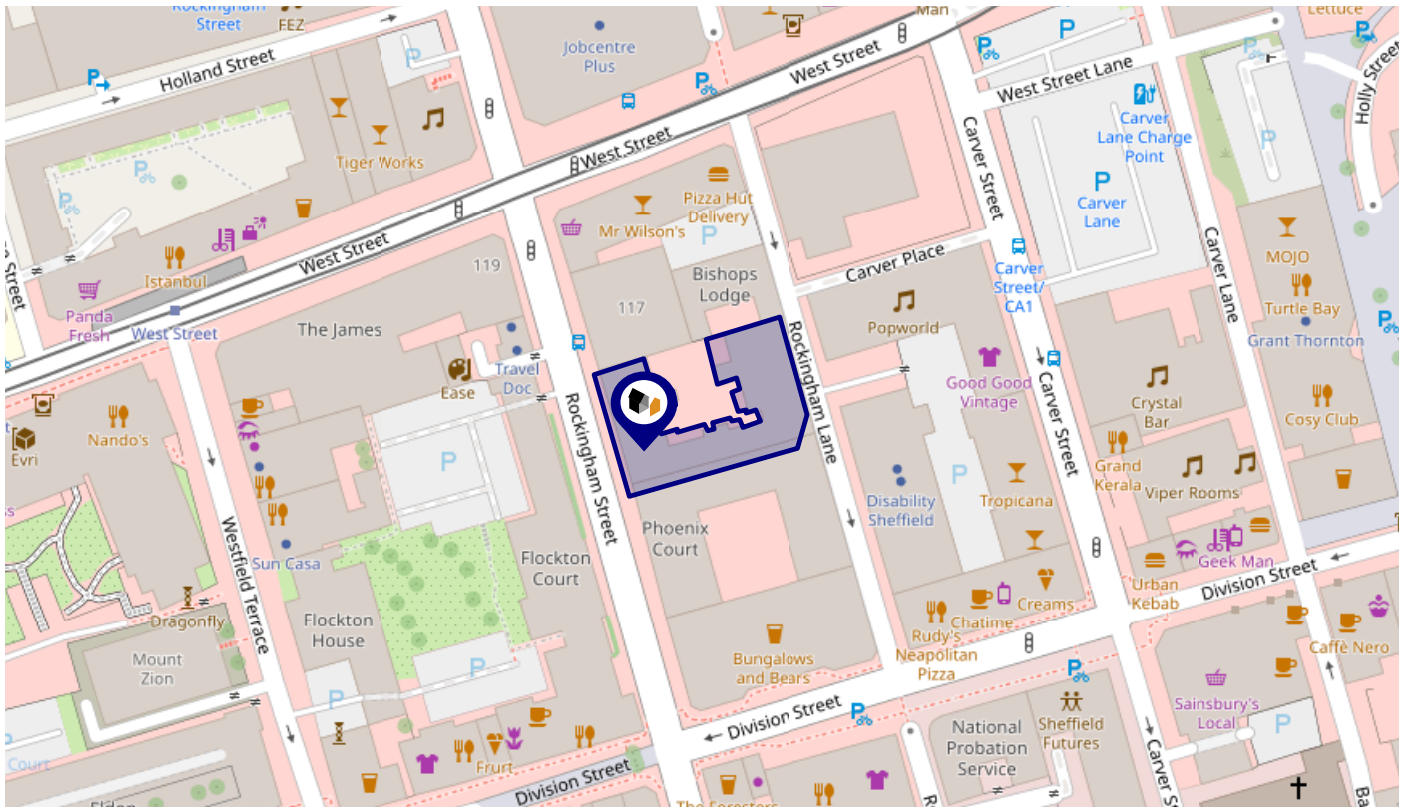 Rockingham
Street
FEZ
Man
Lettuce
Jobcentre
Plus
Holland Street
West Street
West Street Lane
Holly Street
Carver
Lane Charge
Point
Tiger Works
West Street
Carver Street
Pizza Hut
Delivery
Carver
Lane
Mr Wilson's
P
West Street
Istanbul
119
Carver Place
Carver Lane
MOJO
Carver
Street/
CA1
Bishops
Lodge
Turtle Bay
Panda
Fresh
West Street
The James
117
Popworld
Grant Thornton
Travel
Doc
Ease
Rockingham Lane
Good Good
Vintage
Carver Street
Crystal
Bar
Cosy Club
Nando's
Evri
Rockingham Street
P
P
Grand
Kerala
Viper Rooms
Tropicana
Disability
Sheffield
Westfield Terrace
Phoenix
Court
Sun Casa
Flockton
Court
Geek Man
Division Street
Urban
Kebab
Creams
Chatime
Dragonfly
Flockton
House
Rudy's
Neapolitan
Pizza
Caffè Nero
Mount
Zion
Bungalows
and Bears
P
P
Division Street
Sainsbury's
Local
National
Probation
Service
Sheffield
Futures
P
Court
Frurt
Division Street
Carver S
Ba
Eldon
The Foresters